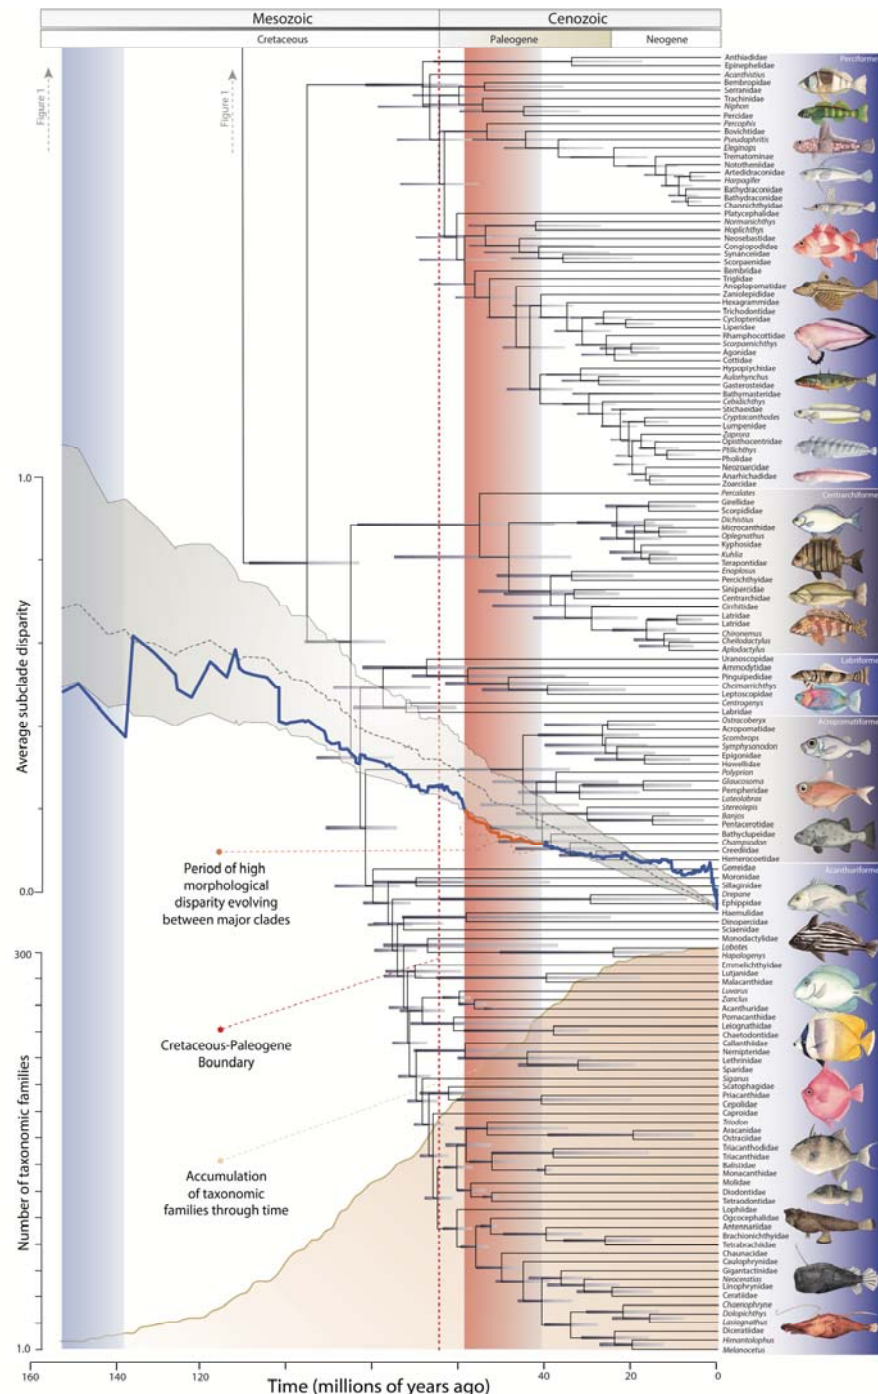 Mesozoic
Cenozoic
Cretaceous
Paleogene
Neogene
Figure 1
Figure 1
Perciformes
Anthiadidae
Epinephelidae
Acanthistius
Bembropidae
Serranidae
Trachinidae
Niphon
Percidae
Percophis
Bovichtidae
Pseudaphritis
Eleginops
Trematominae
Nototheniidae
Artedidraconidae
Harpagifer
Bathydraconidae
Bathydraconidae
Channichthyidae
Platycephalidae
Normanichthys
Hoplichthys
Neosebastidae
Congiopodidae
Synanceiidae
Scorpaenidae
Bembridae
Triglidae
Anoplopomatidae
Zaniolepididae
Hexagrammidae
Trichodontidae
Cyclopteridae
Liperidae
Rhamphocottidae
Scorpaenichthys
Agonidae
Cottidae
Hypoptychidae
Aulorhynchus
Gasterosteidae
Bathymasteridae
Cebidichthys
Stichaeidae
Cryptacanthodes
Lumpenidae
Zaprora
Opisthocentridae
Ptilichthys
Pholidae
Neozoarcidae
Anarhichadidae
Zoarcidae
Centrarchiformes
Percalates
Girellidae
Scorpididae
Dichistius
Microcanthidae
Oplegnathus
Kyphosidae
Kuhlia
Terapontidae
Enoplosus
Percichthyidae
Sinipercidae
Centrarchidae
Cirrhitidae
Latridae
Latridae
Chironemus
Cheilodactylus
Aplodactylus
Labriformes
Uranoscopidae
Ammodytidae
Pinguipedidae
Cheimarrichthys
Leptoscopidae
Centrogenys
Labridae
Acropomatiformes
Ostracoberyx
Acropomatidae
Scombrops
Symphysanodon
Epigonidae
Howellidae
Polyprion
Glaucosoma
Pempheridae
Lateolabrax
Stereolepis
Banjos
Pentacerotidae
Bathyclupeidae
Champsodon
Creediidae
Hemerocoetidae
Acanthuriformes
Gerreidae
Moronidae
Sillaginidae
Drepane
Ephippidae
Haemulidae
Dinopercidae
Sciaenidae
Monodactylidae
Lobotes
Hapalogenys
Emmelichthyidae
Lutjanidae
Malacanthidae
Luvarus
Zanclus
Acanthuridae
Pomacanthidae
Leiognathidae
Chaetodontidae
Callanthiidae
Nemipteridae
Lethrinidae
Sparidae
Siganus
Scatophagidae
Priacanthidae
Cepolidae
Caproidae
Triodon
Aracanidae
Ostraciidae
Triacanthodidae
Triacanthidae
Balistidae
Monacanthidae
Molidae
Diodontidae
Tetraodontidae
Lophiidae
Ogcocephalidae
Antennariidae
Brachionichthyidae
Tetrabrachiidae
Chaunacidae
Caulophrynidae
Gigantactinidae
Neoceratias
Linophrynidae
Ceratiidae
Chaenophryne
Dolopichthys
Lasiognathus
Diceratiidae
Himantolophus
Melanocetus
1.0
Average subclade disparity
0.0
Period of high
morphological
disparity evolving
between major clades
300
Number of taxonomic families
1.0
Cretaceous-Paleogene
Boundary
Accumulation
of taxonomic
families through time
160
140
120
60
40
20
0
Time (millions of years ago)